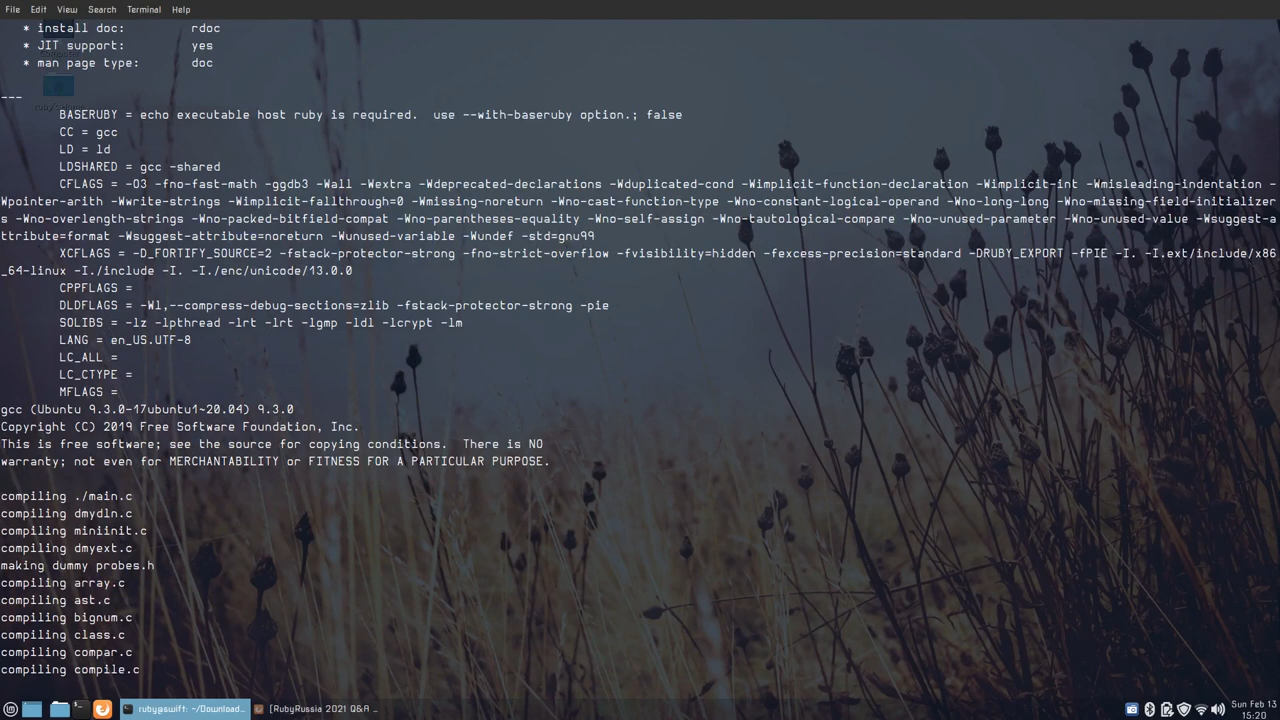 File Edit View Search Terminal Help
* install doc: rdoc
* JIT support: yes
* man page type: doc
---
BASERUBY = echo executable host ruby is required.  use --with-baseruby option.; false
CC = gcc
LD = ld
LDSHARED = gcc -shared
CFLAGS = -O3 -fno-fast-math -ggdb3 -Wall -Wextra -Wdeprecated-declarations -Wduplicated-cond -Wimplicit-function-declaration -Wimplicit-int -Wmisleading-indentation -
Wpointer-arith -Wwrite-strings -Wimplicit-fallthrough=0 -Wmissing-noreturn -Wno-cast-function-type -Wno-constant-logical-operand -Wno-long-long -Wno-missing-field-initializer
s -Wno-overlength-strings -Wno-packed-bitfield-compat -Wno-parentheses-equality -Wno-self-assign -Wno-tautological-compare -Wno-unused-parameter -Wno-unused-value -Wsuggest-a
ttribute=format -Wsuggest-attribute=noreturn -Wunused-variable -Wundef -std=gnu99
XCFLAGS = -D_FORTIFY_SOURCE=2 -fstack-protector-strong -fno-strict-overflow -fvisibility=hidden -fexcess-precision=standard -DRUBY_EXPORT -fPIE -I. -I.ext/include/x86
_64-linux -I./include -I. -I./enc/unicode/13.0.0
CPPFLAGS =
DLDFLAGS = -Wl,--compress-debug-sections=zlib -fstack-protector-strong -pie
SOLIBS = -lz -lpthread -lrt -lrt -lgmp -ldl -lcrypt -lm
LANG = en_US.UTF-8
LC_ALL =
LC_CTYPE =
MFLAGS =
gcc (Ubuntu 9.3.0-17ubuntu1~20.04) 9.3.0
Copyright (C) 2019 Free Software Foundation, Inc.
This is free software; see the source for copying conditions.  There is NO
warranty; not even for MERCHANTABILITY or FITNESS FOR A PARTICULAR PURPOSE.
compiling ./main.c
compiling dmydln.c
compiling miniinit.c
compiling dmyext.c
making dummy probes.h
compiling array.c
compiling ast.c
compiling bignum.c
compiling class.c
compiling compar.c
compiling compile.c
ruby@swift: ~/Download... [RubyRussia 2021 Q&A ...
Sun Feb 13
15:20